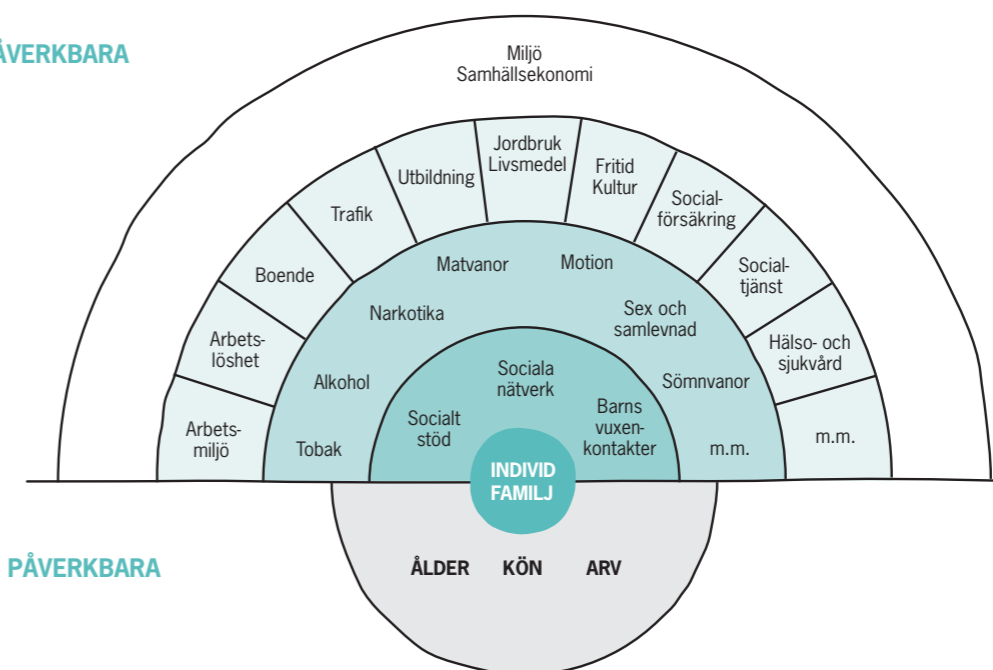 ÅVERKBARA
Miljö
Samhällsekonomi
Arbets-
miljö
Arbets-
löshet
Boende
Trafik
Utbildning
Jordbruk
Livsmedel
Fritid
Kultur
Social-
försäkring
Social-
tjänst
Hälso- och
sjukvård
m.m.
Tobak
Alkohol
Narkotika
Matvanor
Motion
Sex och
samlevnad
Sömnvanor
m.m.
Socialt
stöd
Sociala
nätverk
Barns
vuxen-
kontakter
INDIVID
FAMILJ
PÅVERKBARA
ÅLDER KÖN ARV